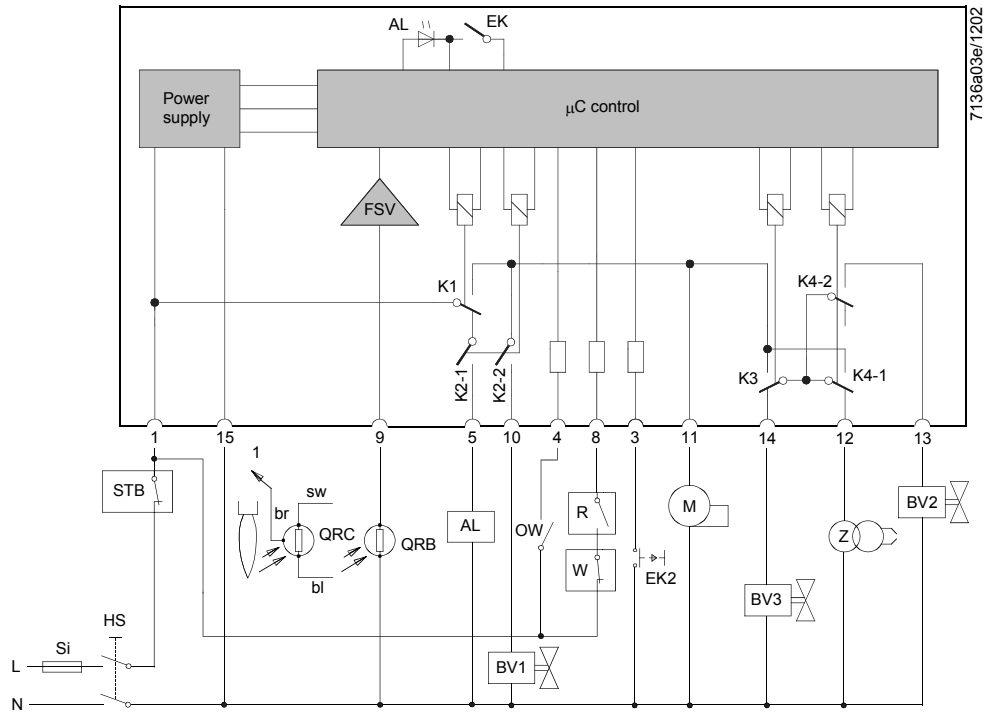 7136a03e/1202
AL
EK
Power
supply
µC control
FSV
K1
K4-2
K2-1
K2-2
K3
K4-1
1
15
9
5
10
4
8
3
11
14
12
13
STB
1
sw
br
QRC
QRB
bl
AL
OW
R
W
EK2
M
Z
BV2
BV3
BV1
HS
Si
L
N